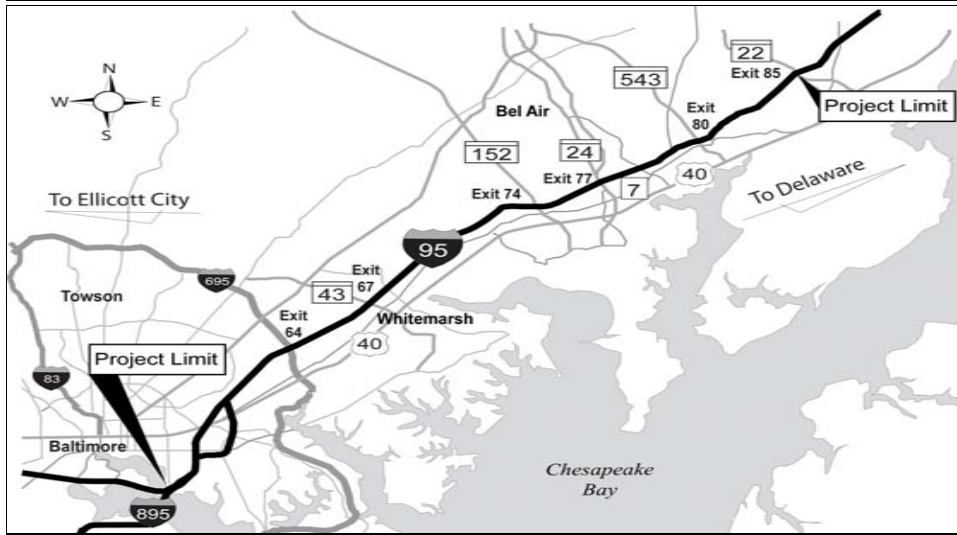 22
543
Exit 85
Exit
80
Project Limit
N
W
E
S
Bel Air
152
24
Exit 77
7
40
Exit 74
To Delaware
To Ellicott City
95
695
Exit
67
43
Towson
Exit
64
Whitemarsh
40
Project Limit
83
Baltimore
Chesapeake
Bay
895